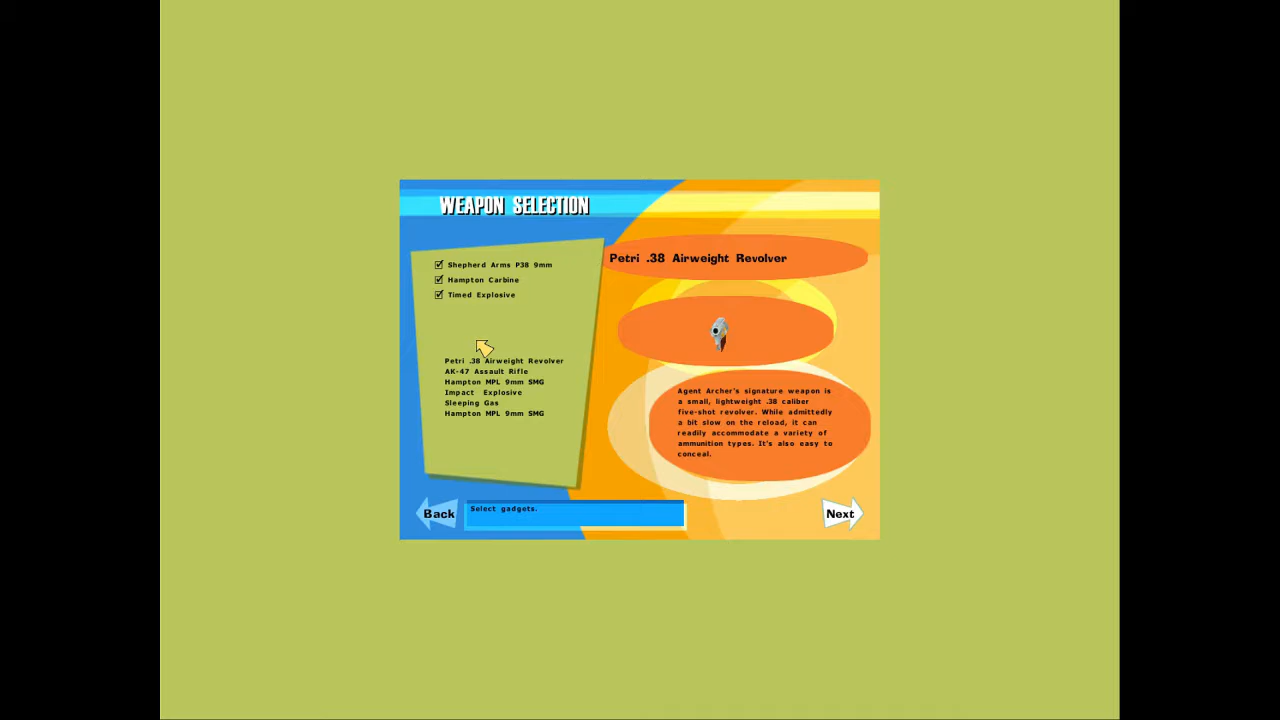 WEAPON SELECTION
Shepherd Arms P38 9mm
Hampton Carbine
Timed Explosive
Petri .38 Airweight Revolver
AK-47 Assault Rifle
Hampton MPL 9mm SMG
Impact Explosive
Sleeping Gas
Hampton MPL 9mm SMG
Petri .38 Airweight Revolver
Agent Archer's signature weapon is
a small, lightweight .38 caliber
five-shot revolver. While admittedly
a bit slow on the reload, it can
readily accommodate a variety of
ammunition types. It's also easy to
conceal.
Back
Select gadgets.
Next